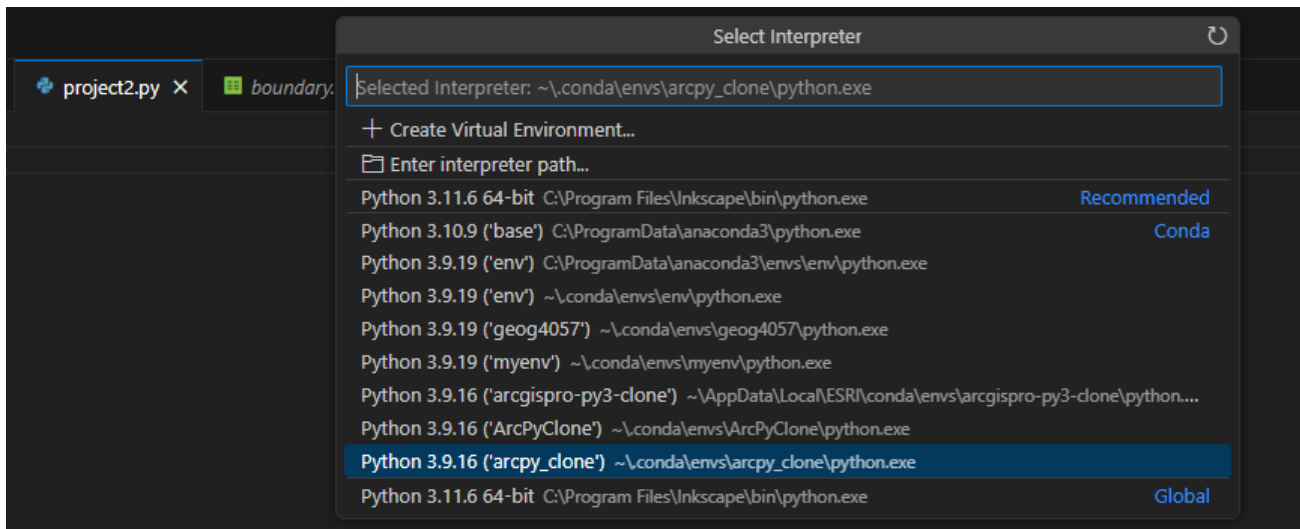 Select Interpreter
project2.py
boundary.
Selected Interpreter: ~\.conda\envs\arcpy_clone\python.exe
+ Create Virtual Environment...
Enter interpreter path...
Python 3.11.6 64-bit C:\Program Files\Inkscape\bin\python.exe Recommended
Python 3.10.9 ('base') C:\ProgramData\anaconda3\python.exe Conda
Python 3.9.19 ('env') C:\ProgramData\anaconda3\envs\env\python.exe
Python 3.9.19 ('env') ~\.conda\envs\env\python.exe
Python 3.9.19 ('geog4057') ~\.conda\envs\geog4057\python.exe
Python 3.9.19 ('myenv') ~\.conda\envs\myenv\python.exe
Python 3.9.16 ('arcgispro-py3-clone') ~\AppData\Local\ESRI\conda\envs\arcgispro-py3-clone\python....
Python 3.9.16 ('ArcPyClone') ~\.conda\envs\ArcPyClone\python.exe
Python 3.9.16 ('arcpy_clone') ~\.conda\envs\arcpy_clone\python.exe
Python 3.11.6 64-bit C:\Program Files\Inkscape\bin\python.exe Global